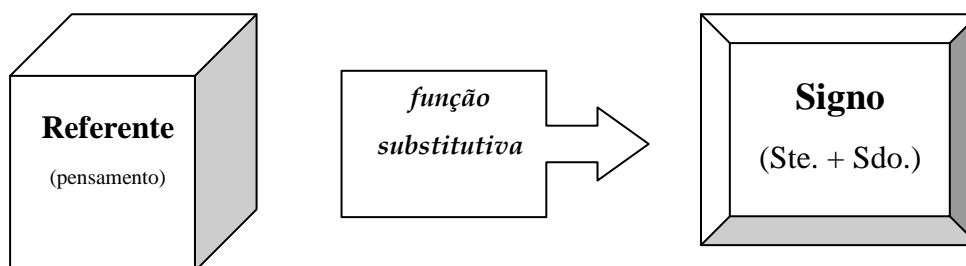 Referente
(pensamento)
função
substitutiva
Signo
(Ste. + Sdo.)